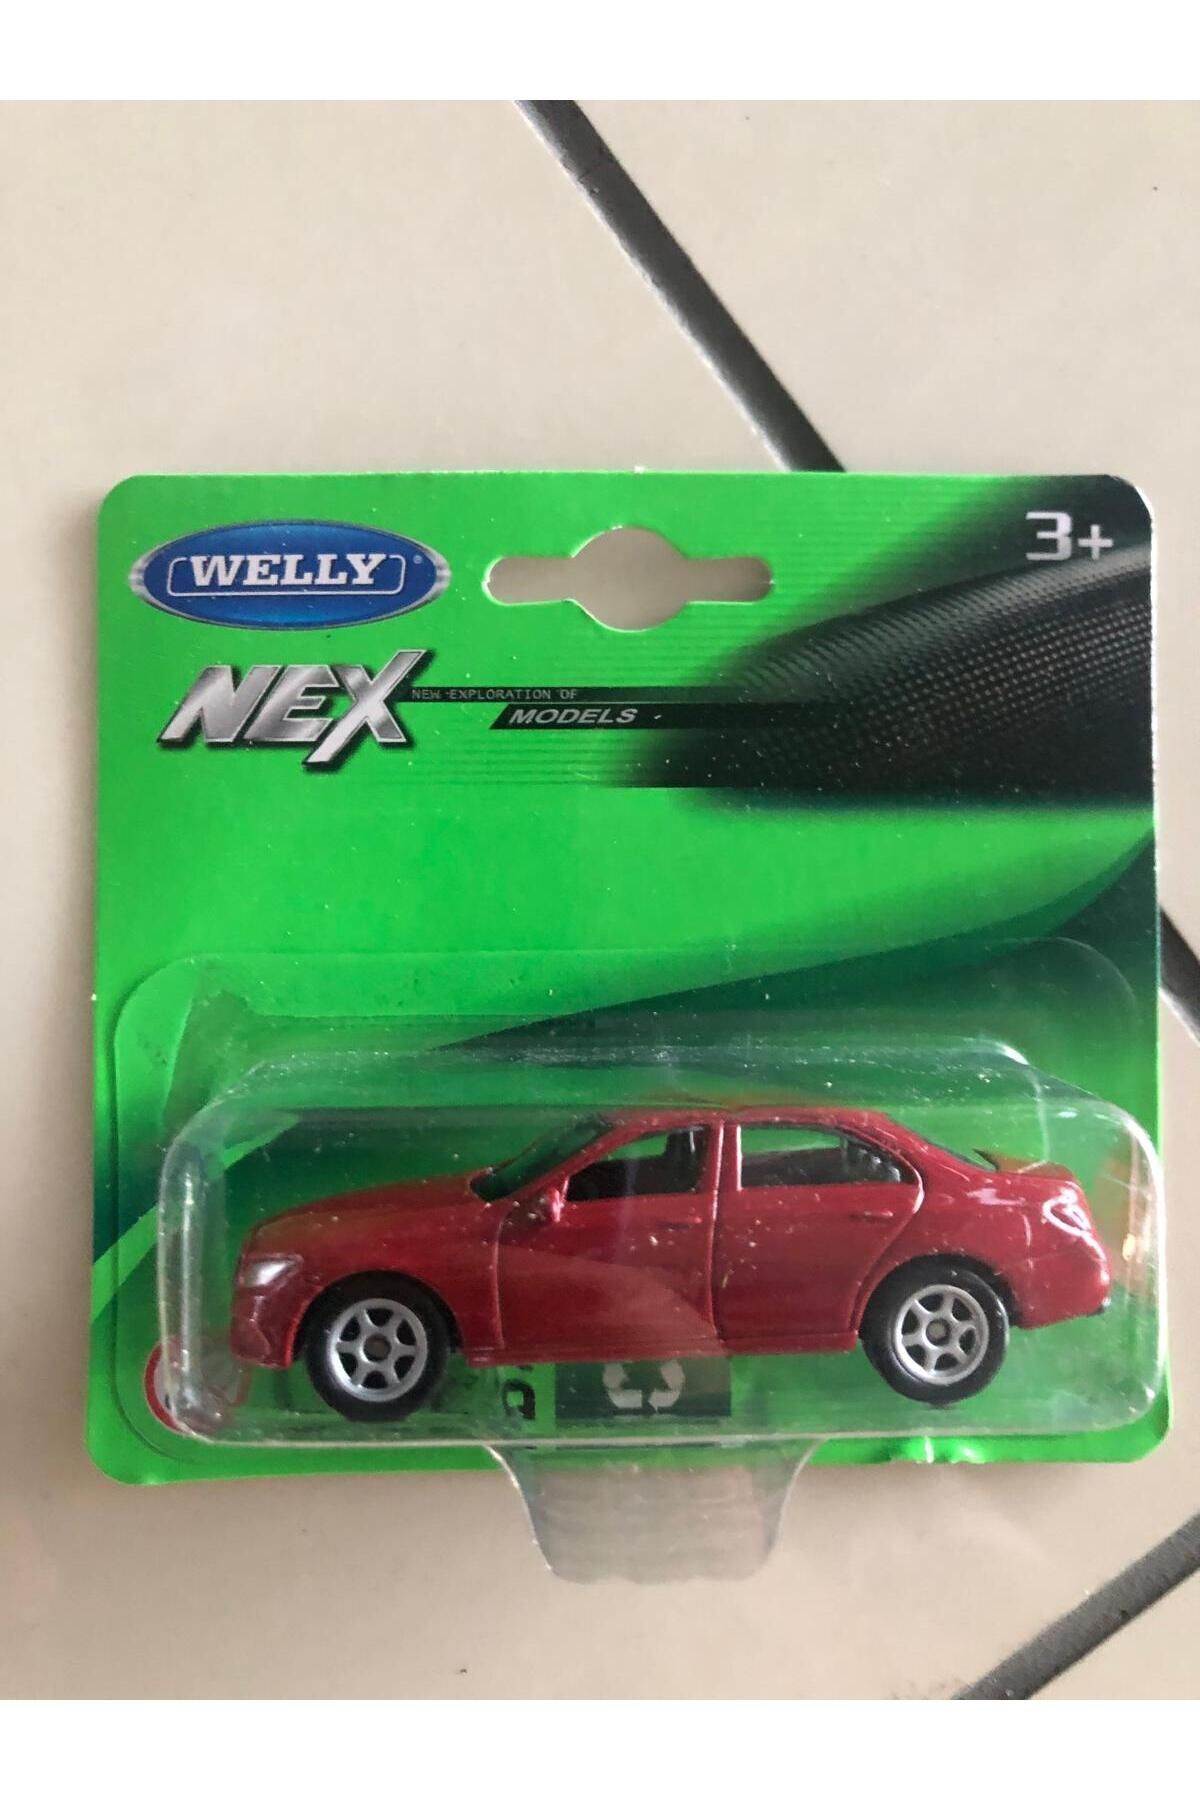 WELLY
3+
NEX
NEW EXPLORATION OF
MODELS